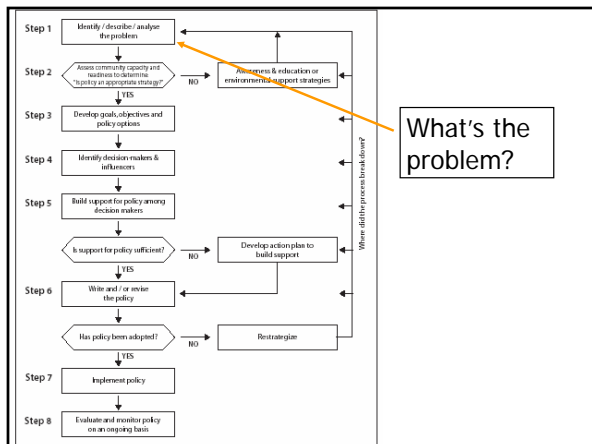 Step 1
Identify / describe / analyse
the problem
Step 2
Assess community capacity and
readiness to determine
"Is policy an appropriate strategy?"
NO
Awareness & education or
environmental support strategies
YES
Step 3
Develop goals, objectives and
policy options
What's the
problem?
Step 4
Identify decision-makers &
influencers
Where did the process break down?
Step 5
Build support for policy among
decision makers
Is support for policy sufficient?
NO
Develop action plan to
build support
YES
Step 6
Write and / or revise
the policy
Has policy been adopted?
NO
Restrategize
YES
Step 7
Implement policy
Step 8
Evaluate and monitor policy
on an ongoing basis